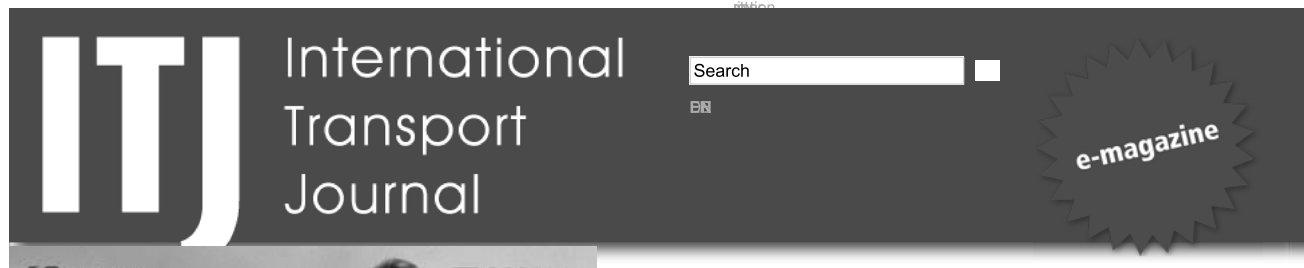 ITJ
International
Transport
Journal
Search
e-magazine